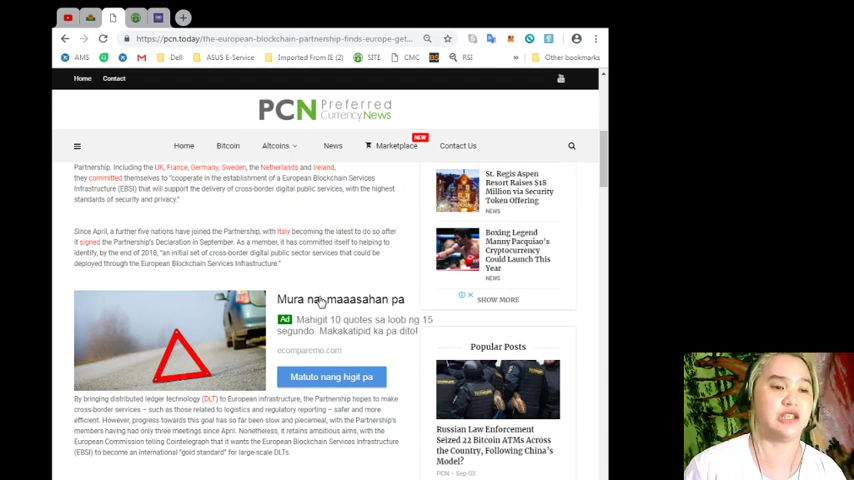 https://pcn.today/the-european-blockchain-partnership-finds-europe-get...
AMS
Dell
ASUS E-Service
Imported From IE (2)
SITE
CMC
RSI
»
Other bookmarks
Home
Contact
PCN Preferred
Currency News
NEW
Home
Bitcoin
Altcoins
News
Marketplace
Contact Us
Partnership. Including the UK, France, Germany, Sweden, the Netherlands and Ireland,
they committed themselves to "cooperate in the establishment of a European Blockchain Services
Infrastructure (EBSI) that will support the delivery of cross-border digital public services, with the highest
standards of security and privacy."
Since April, a further five nations have joined the Partnership, with Italy becoming the latest to do so after
it signed the Partnership's Declaration in September. As a member, it has committed itself to helping to
identify, by the end of 2018, "an initial set of cross-border digital public sector services that could be
deployed through the European Blockchain Services Infrastructure."
Mura na maaasahan pa
Ad Mahigit 10 quotes sa loob ng 15
segundo. Makakatipid ka pa dito!
ecomparemo.com
Matuto nang higit pa
By bringing distributed ledger technology (DLT) to European infrastructure, the Partnership hopes to make
cross-border services – such as those related to logistics and regulatory reporting – safer and more
efficient. However, progress towards this goal has so far been slow and piecemeal, with the Partnership's
members having had only three meetings since April. Nonetheless, it retains ambitious aims, with the
European Commission telling Cointelegraph that it wants the European Blockchain Services Infrastructure
(EBSI) to become an international "gold standard" for large-scale DLTs.
St. Regis Aspen
Resort Raises $18
Million via Security
Token Offering
NEWS
Boxing Legend
Manny Pacquiao's
Cryptocurrency
Could Launch This
Year
NEWS
SHOW MORE
Popular Posts
Russian Law Enforcement
Seized 22 Bitcoin ATMs Across
the Country, Following China's
Model?
PCN - Sep 03